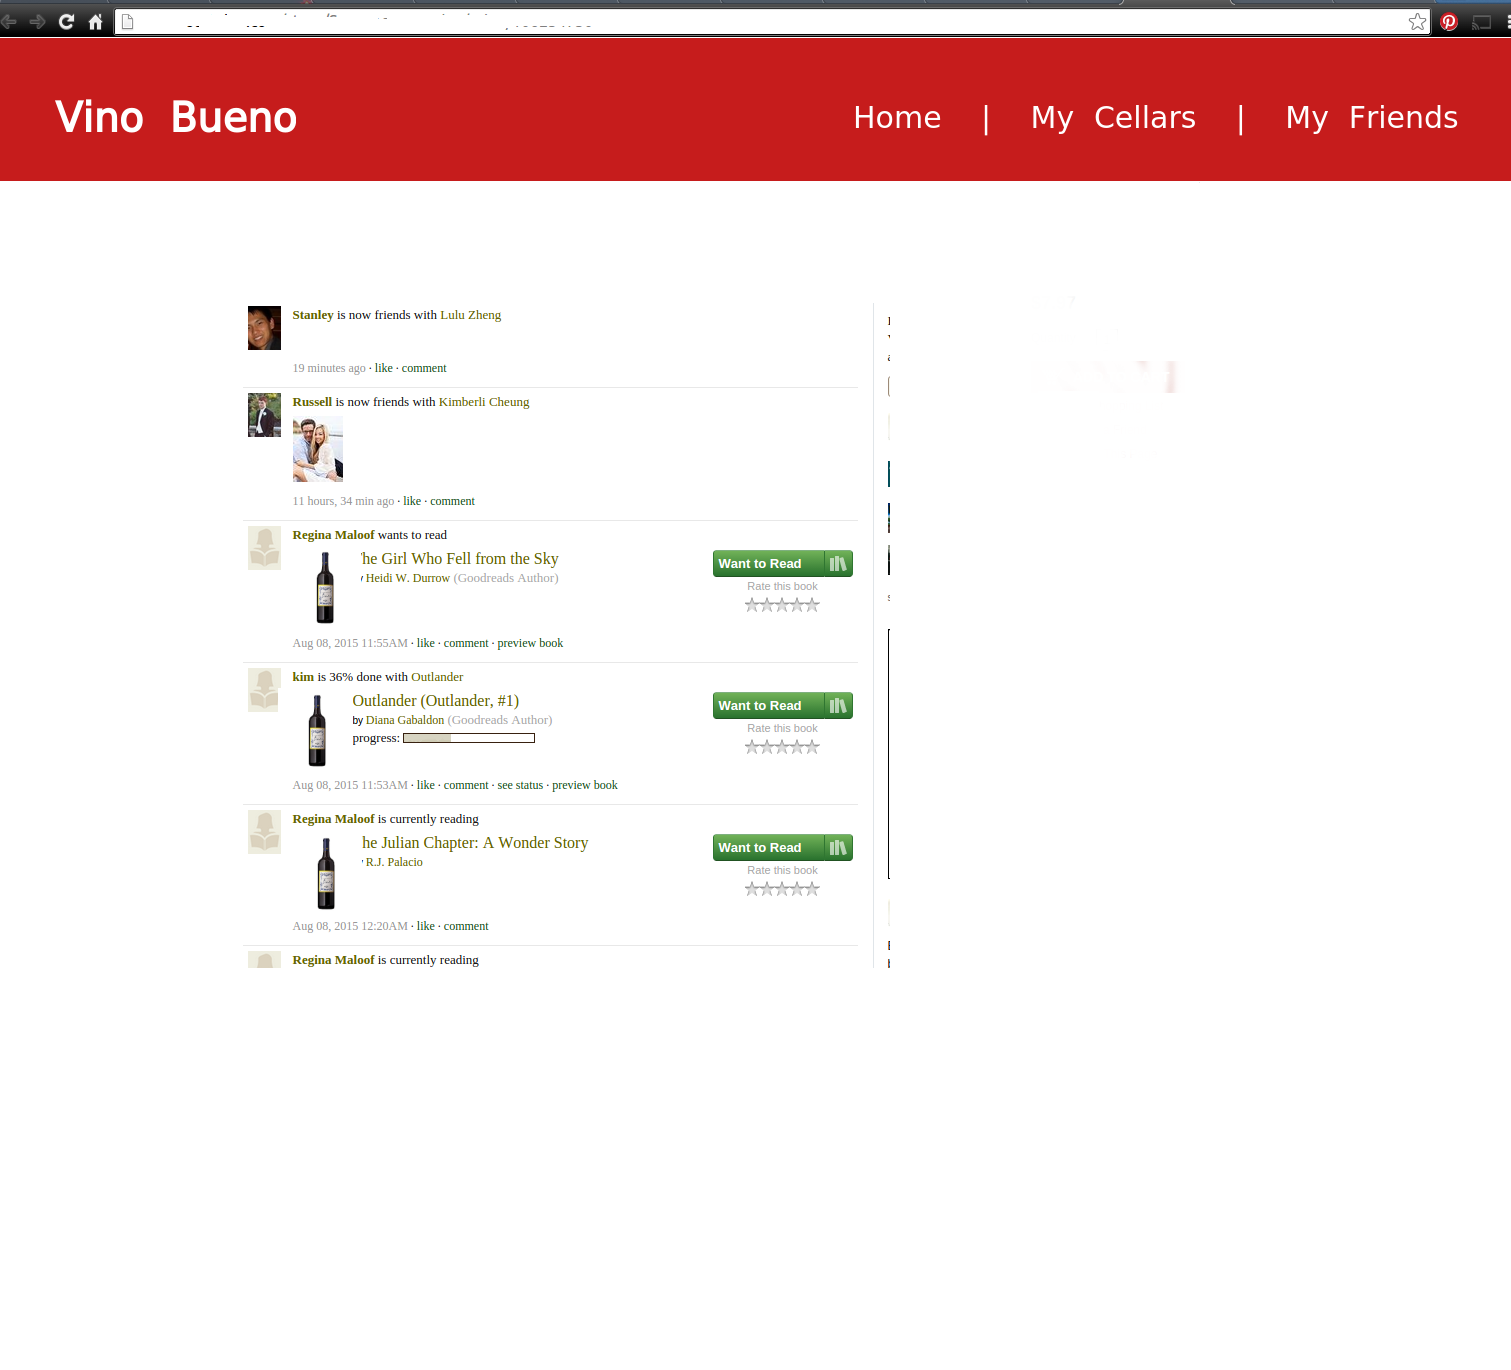 Vino Bueno
Home | My Cellars | My Friends
Stanley is now friends with Lulu Zheng
19 minutes ago · like · comment
Russell is now friends with Kimberli Cheung
11 hours, 34 min ago · like · comment
Regina Maloof wants to read
he Girl Who Fell from the Sky
Heidi W. Durrow (Goodreads Author)
Want to Read
Rate this book
Aug 08, 2015 11:55AM · like · comment · preview book
kim is 36% done with Outlander
Outlander (Outlander, #1)
by Diana Gabaldon (Goodreads Author)
progress:
Want to Read
Rate this book
Aug 08, 2015 11:53AM · like · comment · see status · preview book
Regina Maloof is currently reading
he Julian Chapter: A Wonder Story
R.J. Palacio
Want to Read
Rate this book
Aug 08, 2015 12:20AM · like · comment
Regina Maloof is currently reading